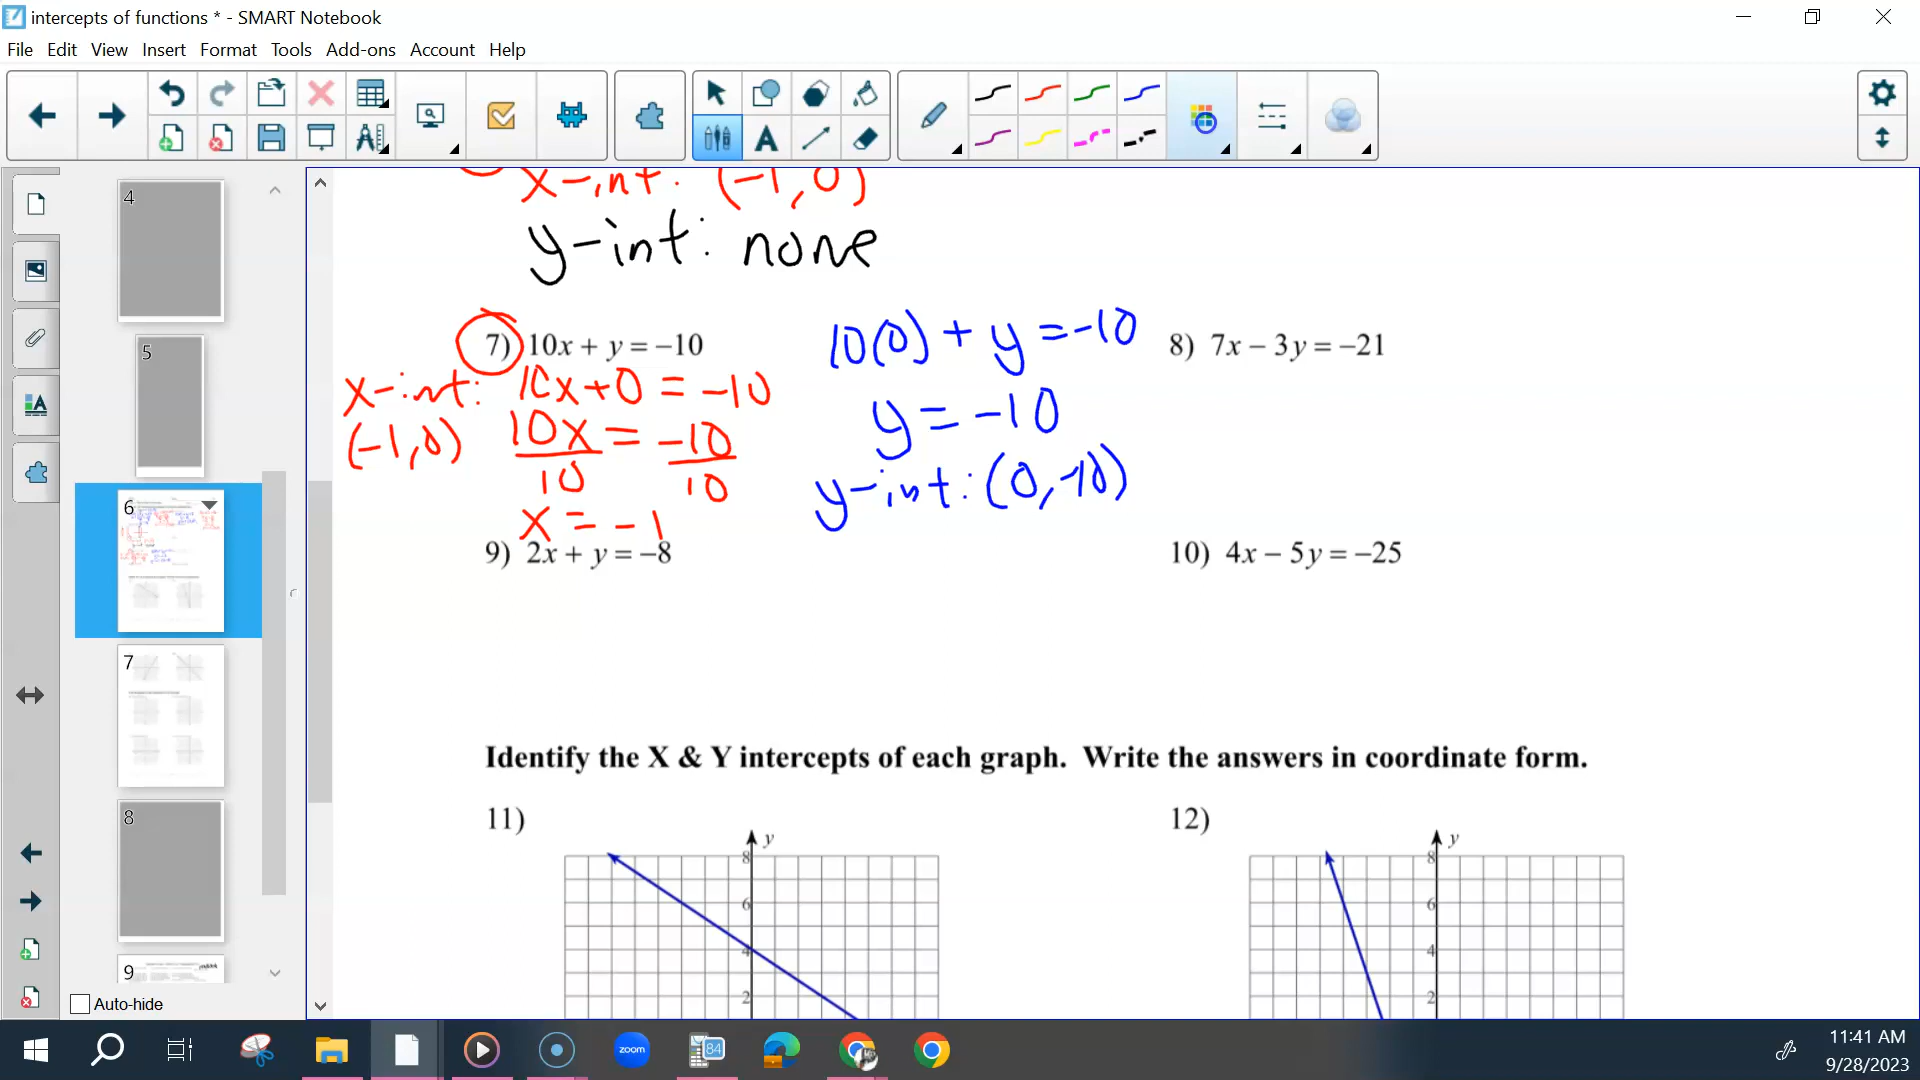 intercepts of functions * - SMART Notebook
File Edit View Insert Format Tools Add-ons Account Help
x-int: (-1,0)
y-int: none
7) 10x + y = −10
x-int: 10x+0 = -10
(-1,0)
10x = -10
10 10
x = -1
10(0) + y = -10
y = -10
y-int: (0,-10)
8) 7x − 3y = −21
9) 2x + y = −8
10) 4x − 5y = −25
Identify the X & Y intercepts of each graph. Write the answers in coordinate form.
11)
y
8
6
4
2
12)
y
8
6
4
2
4
5
6
7
8
9
Auto-hide
zoom
84
11:41 AM
9/28/2023